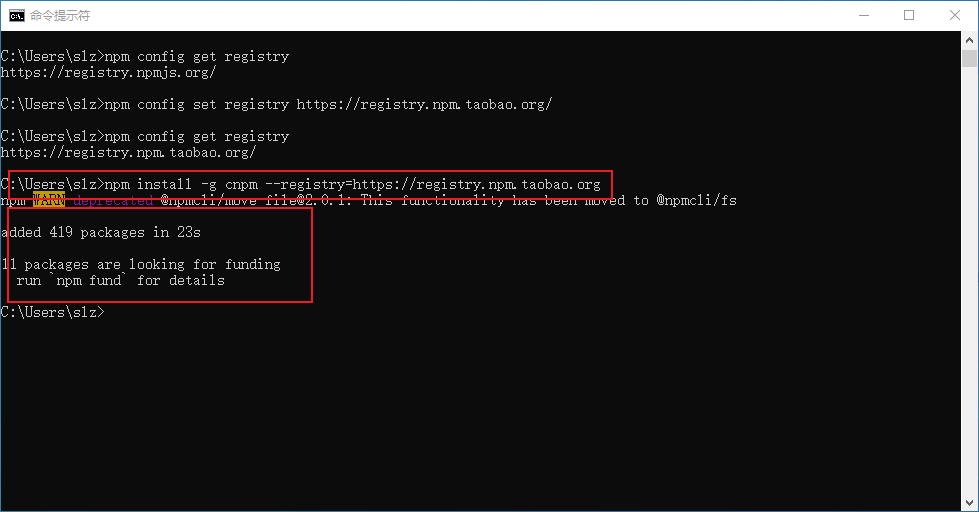 命令提示符
C:\Users\slz>npm config get registry
https://registry.npmjs.org/
C:\Users\slz>npm config set registry https://registry.npm.taobao.org/
C:\Users\slz>npm config get registry
https://registry.npm.taobao.org/
C:\Users\slz>npm install -g cnpm --registry=https://registry.npm.taobao.org
npm WARN deprecated @npmcli/move-file@2.0.1: This functionality has been moved to @npmcli/fs
added 419 packages in 23s
11 packages are looking for funding
  run `npm fund` for details
C:\Users\slz>